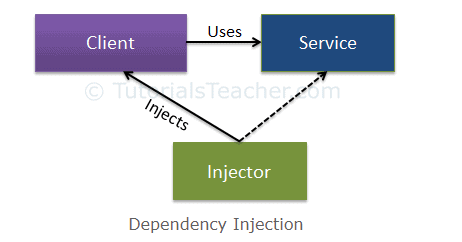 Client
Uses
Service
© TutorialsTeacher.com
Injects
Injector
Dependency Injection